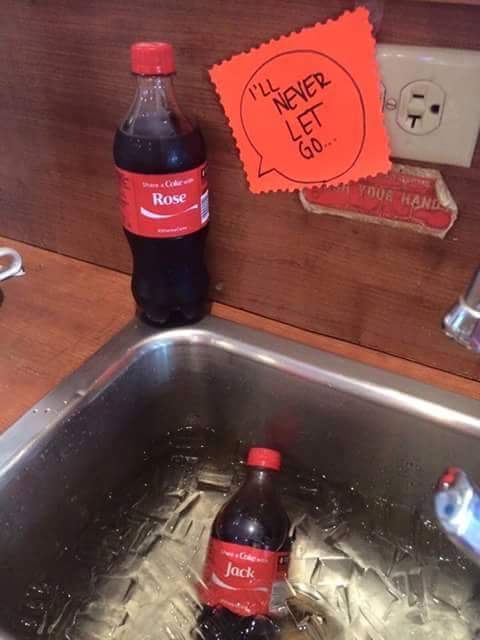 I'LL
NEVER
LET
GO...
Share a Coke with
Rose
YOUR HAND
Share a Coke with
Jack